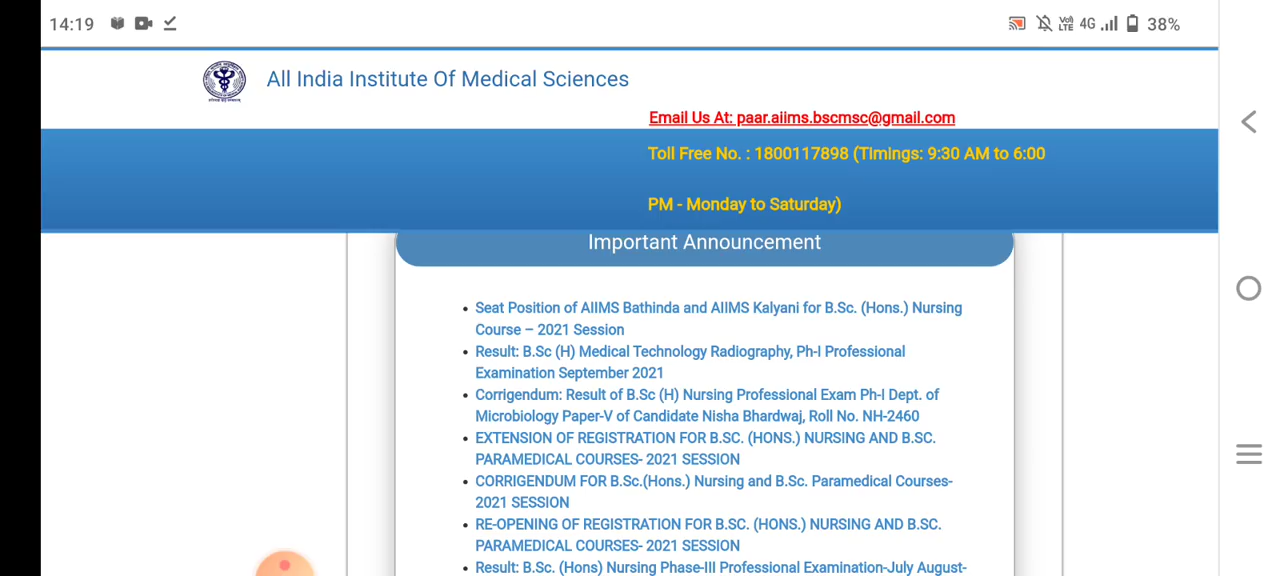 14:19 VoI LTE 4G 38%
All India Institute Of Medical Sciences
Email Us At: paar.aiims.bscmsc@gmail.com
Toll Free No. : 1800117898 (Timings: 9:30 AM to 6:00
PM - Monday to Saturday)
Important Announcement
Seat Position of AIIMS Bathinda and AIIMS Kalyani for B.Sc. (Hons.) Nursing
Course – 2021 Session
Result: B.Sc (H) Medical Technology Radiography, Ph-I Professional
Examination September 2021
Corrigendum: Result of B.Sc (H) Nursing Professional Exam Ph-I Dept. of
Microbiology Paper-V of Candidate Nisha Bhardwaj, Roll No. NH-2460
EXTENSION OF REGISTRATION FOR B.SC. (HONS.) NURSING AND B.SC.
PARAMEDICAL COURSES- 2021 SESSION
CORRIGENDUM FOR B.Sc.(Hons.) Nursing and B.Sc. Paramedical Courses-
2021 SESSION
RE-OPENING OF REGISTRATION FOR B.SC. (HONS.) NURSING AND B.SC.
PARAMEDICAL COURSES- 2021 SESSION
Result: B.Sc. (Hons) Nursing Phase-III Professional Examination-July August-